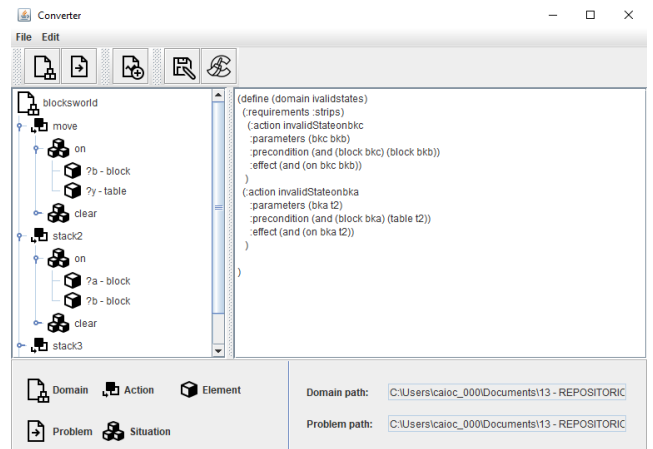 Converter
File Edit
blocksworld
move
on
?b - block
?y - table
clear
stack2
on
?a - block
?b - block
clear
stack3
(define (domain ivalidstates)
(:requirements :strips)
(:action invalidStateonbkc
:parameters (bkc bkb)
:precondition (and (block bkc) (block bkb))
:effect (and (on bkc bkb))
)
(:action invalidStateonbka
:parameters (bka t2)
:precondition (and (block bka) (table t2))
:effect (and (on bka t2))
)
)
Domain Action Element
Problem Situation
Domain path: C:\Users\caioc_000\Documents\13 - REPOSITORIC
Problem path: C:\Users\caioc_000\Documents\13 - REPOSITORIC